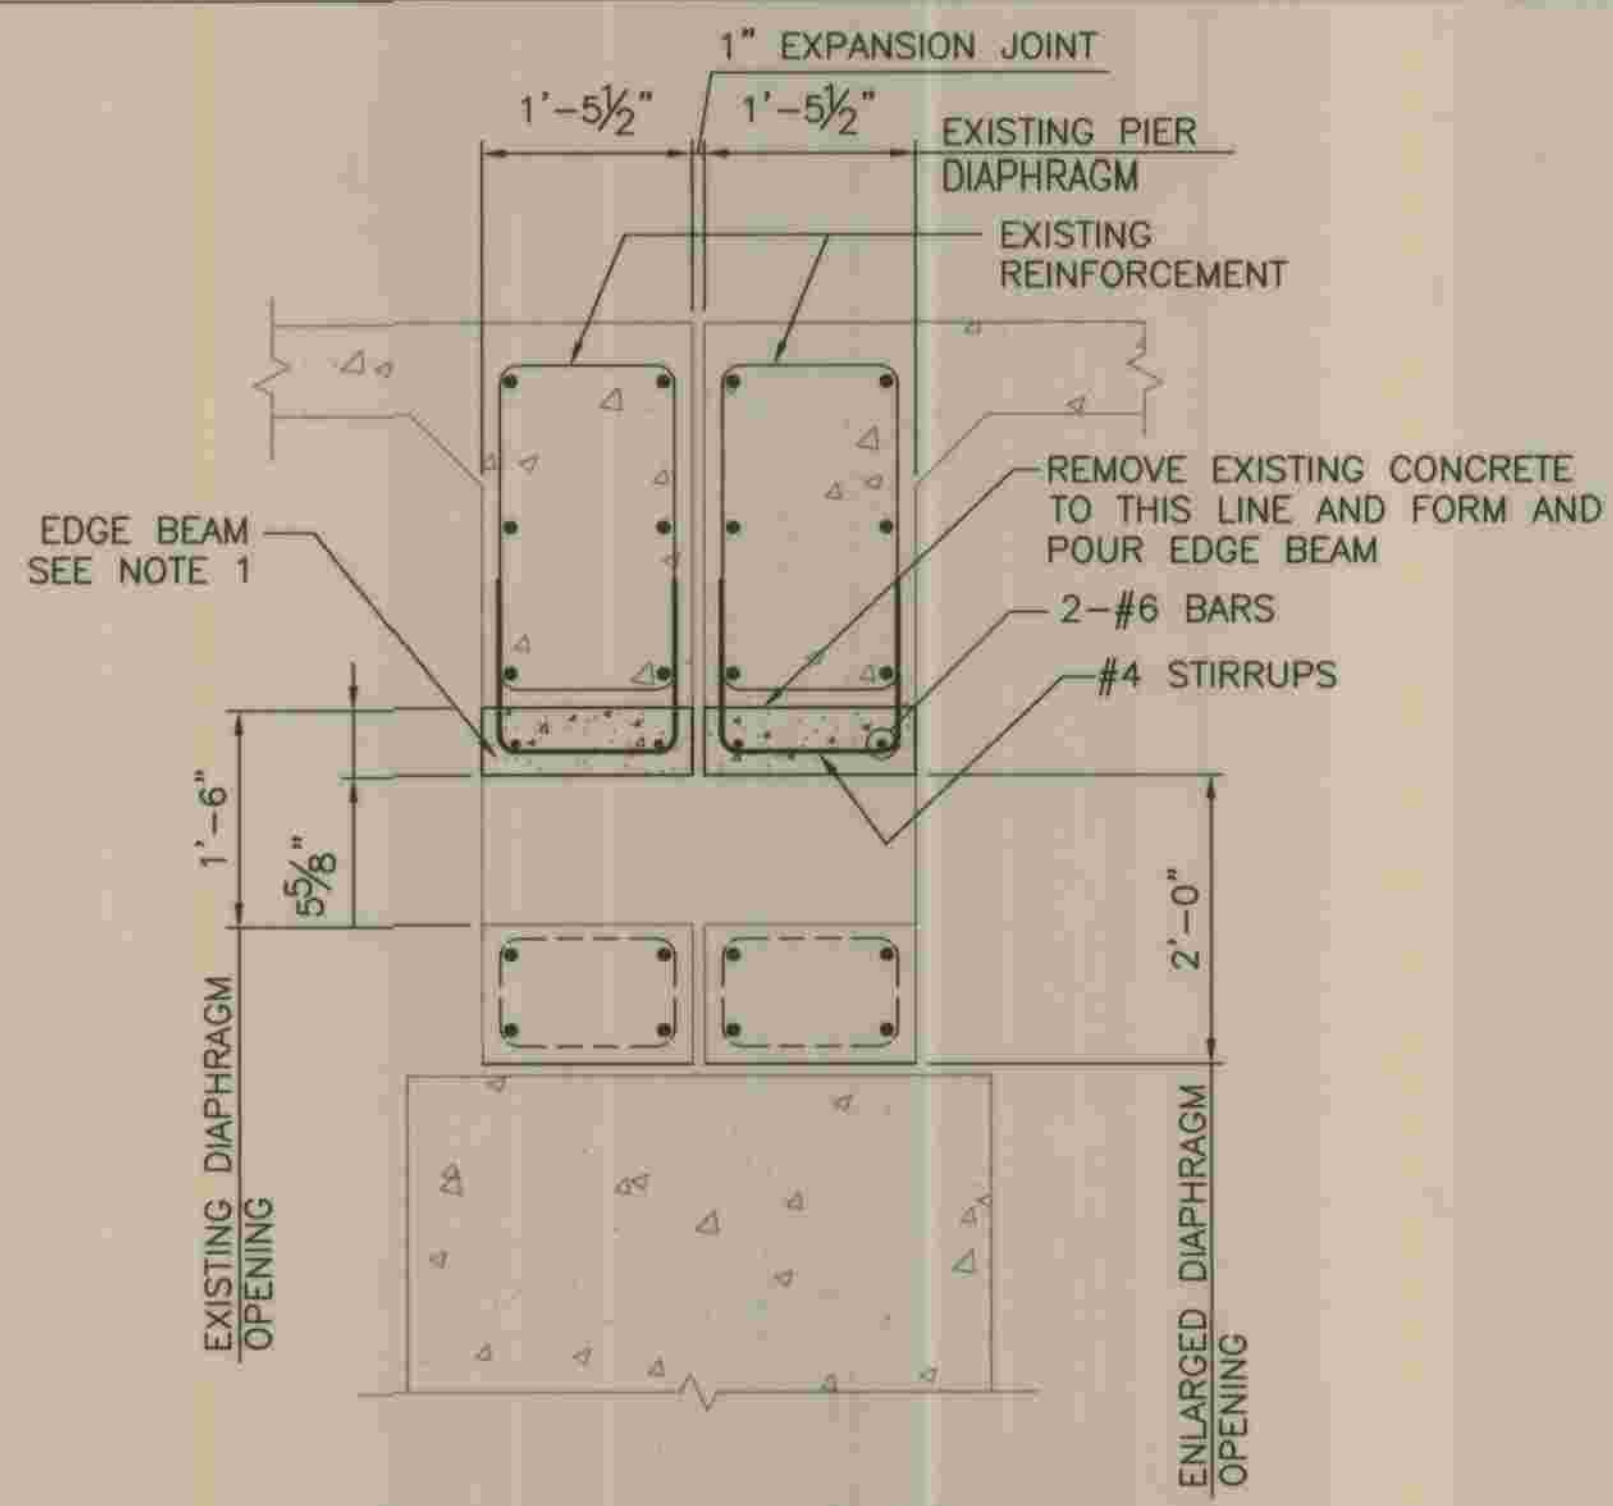 1" EXPANSION JOINT
1'-5½"
1'-5½"
EXISTING PIER
DIAPHRAGM
EXISTING
REINFORCEMENT
REMOVE EXISTING CONCRETE
TO THIS LINE AND FORM AND
POUR EDGE BEAM
EDGE BEAM
SEE NOTE 1
2-#6 BARS
#4 STIRRUPS
1'-6"
5⅝"
2'-0"
EXISTING DIAPHRAGM
OPENING
ENLARGED DIAPHRAGM
OPENING